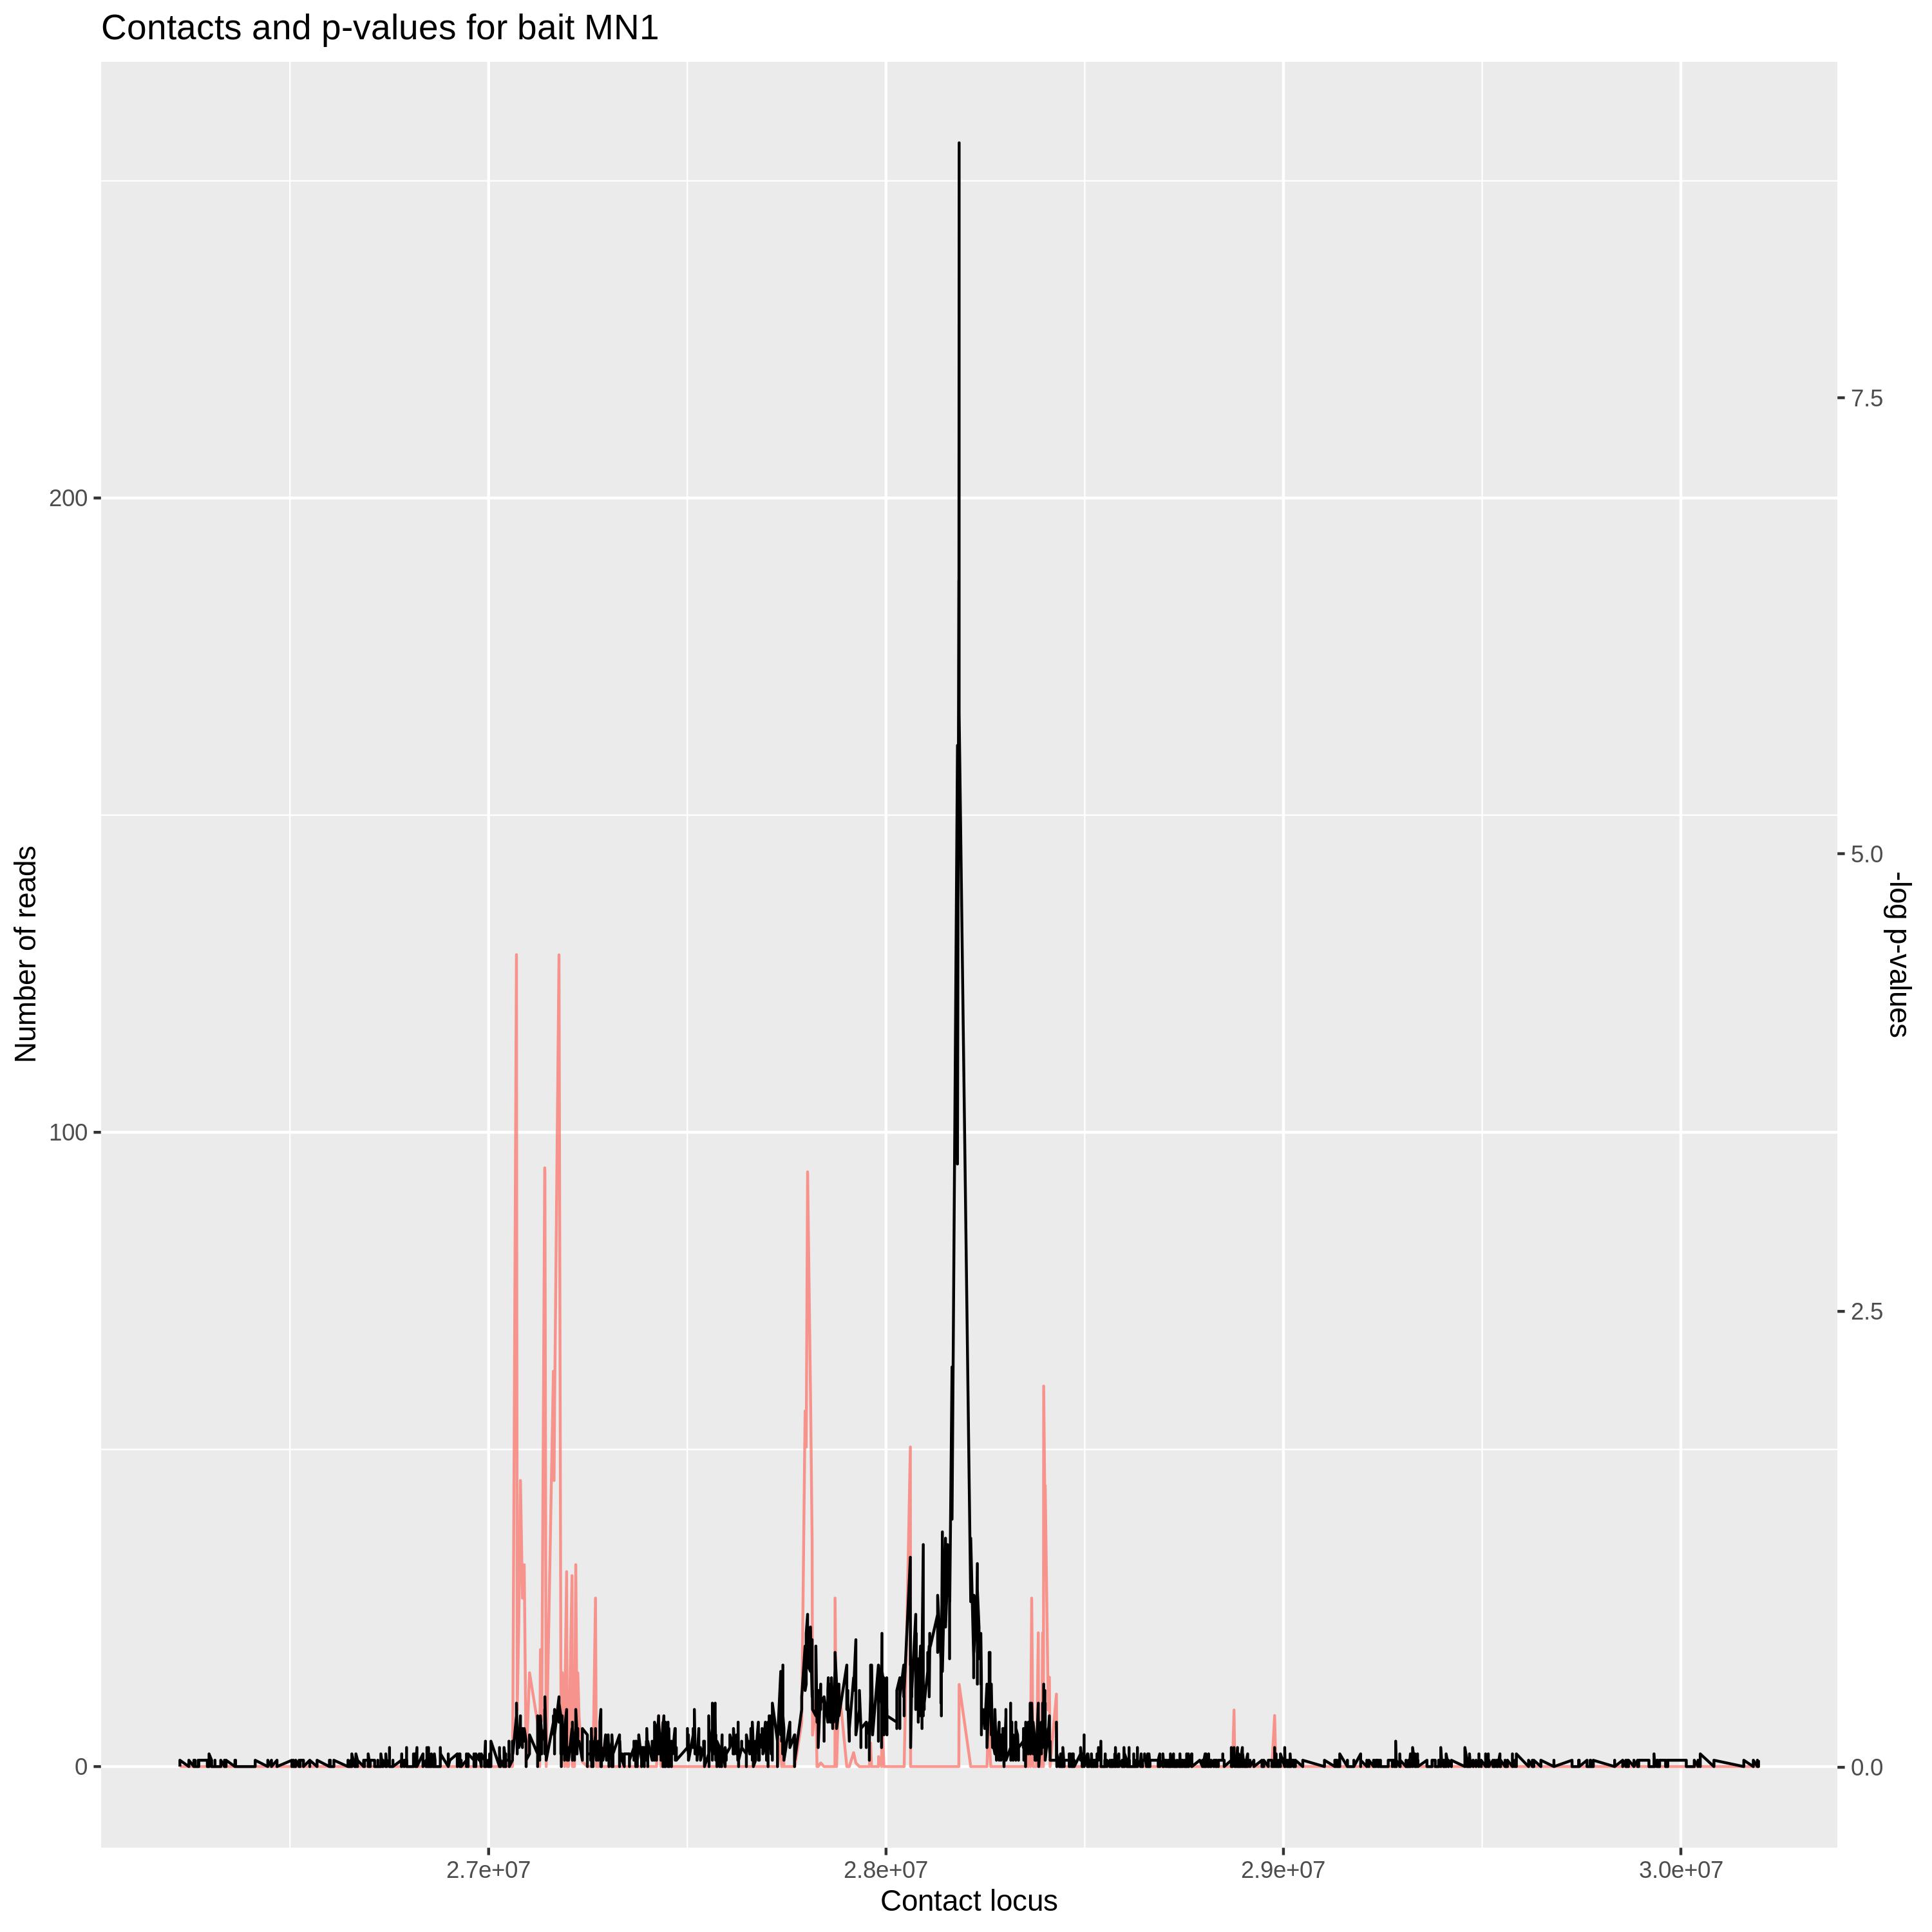 Contacts and p-values for bait MN1
Number of reads
200
100
0
7.5
5.0
2.5
0.0
-log p-values
2.7e+07
2.8e+07
2.9e+07
3.0e+07
Contact locus